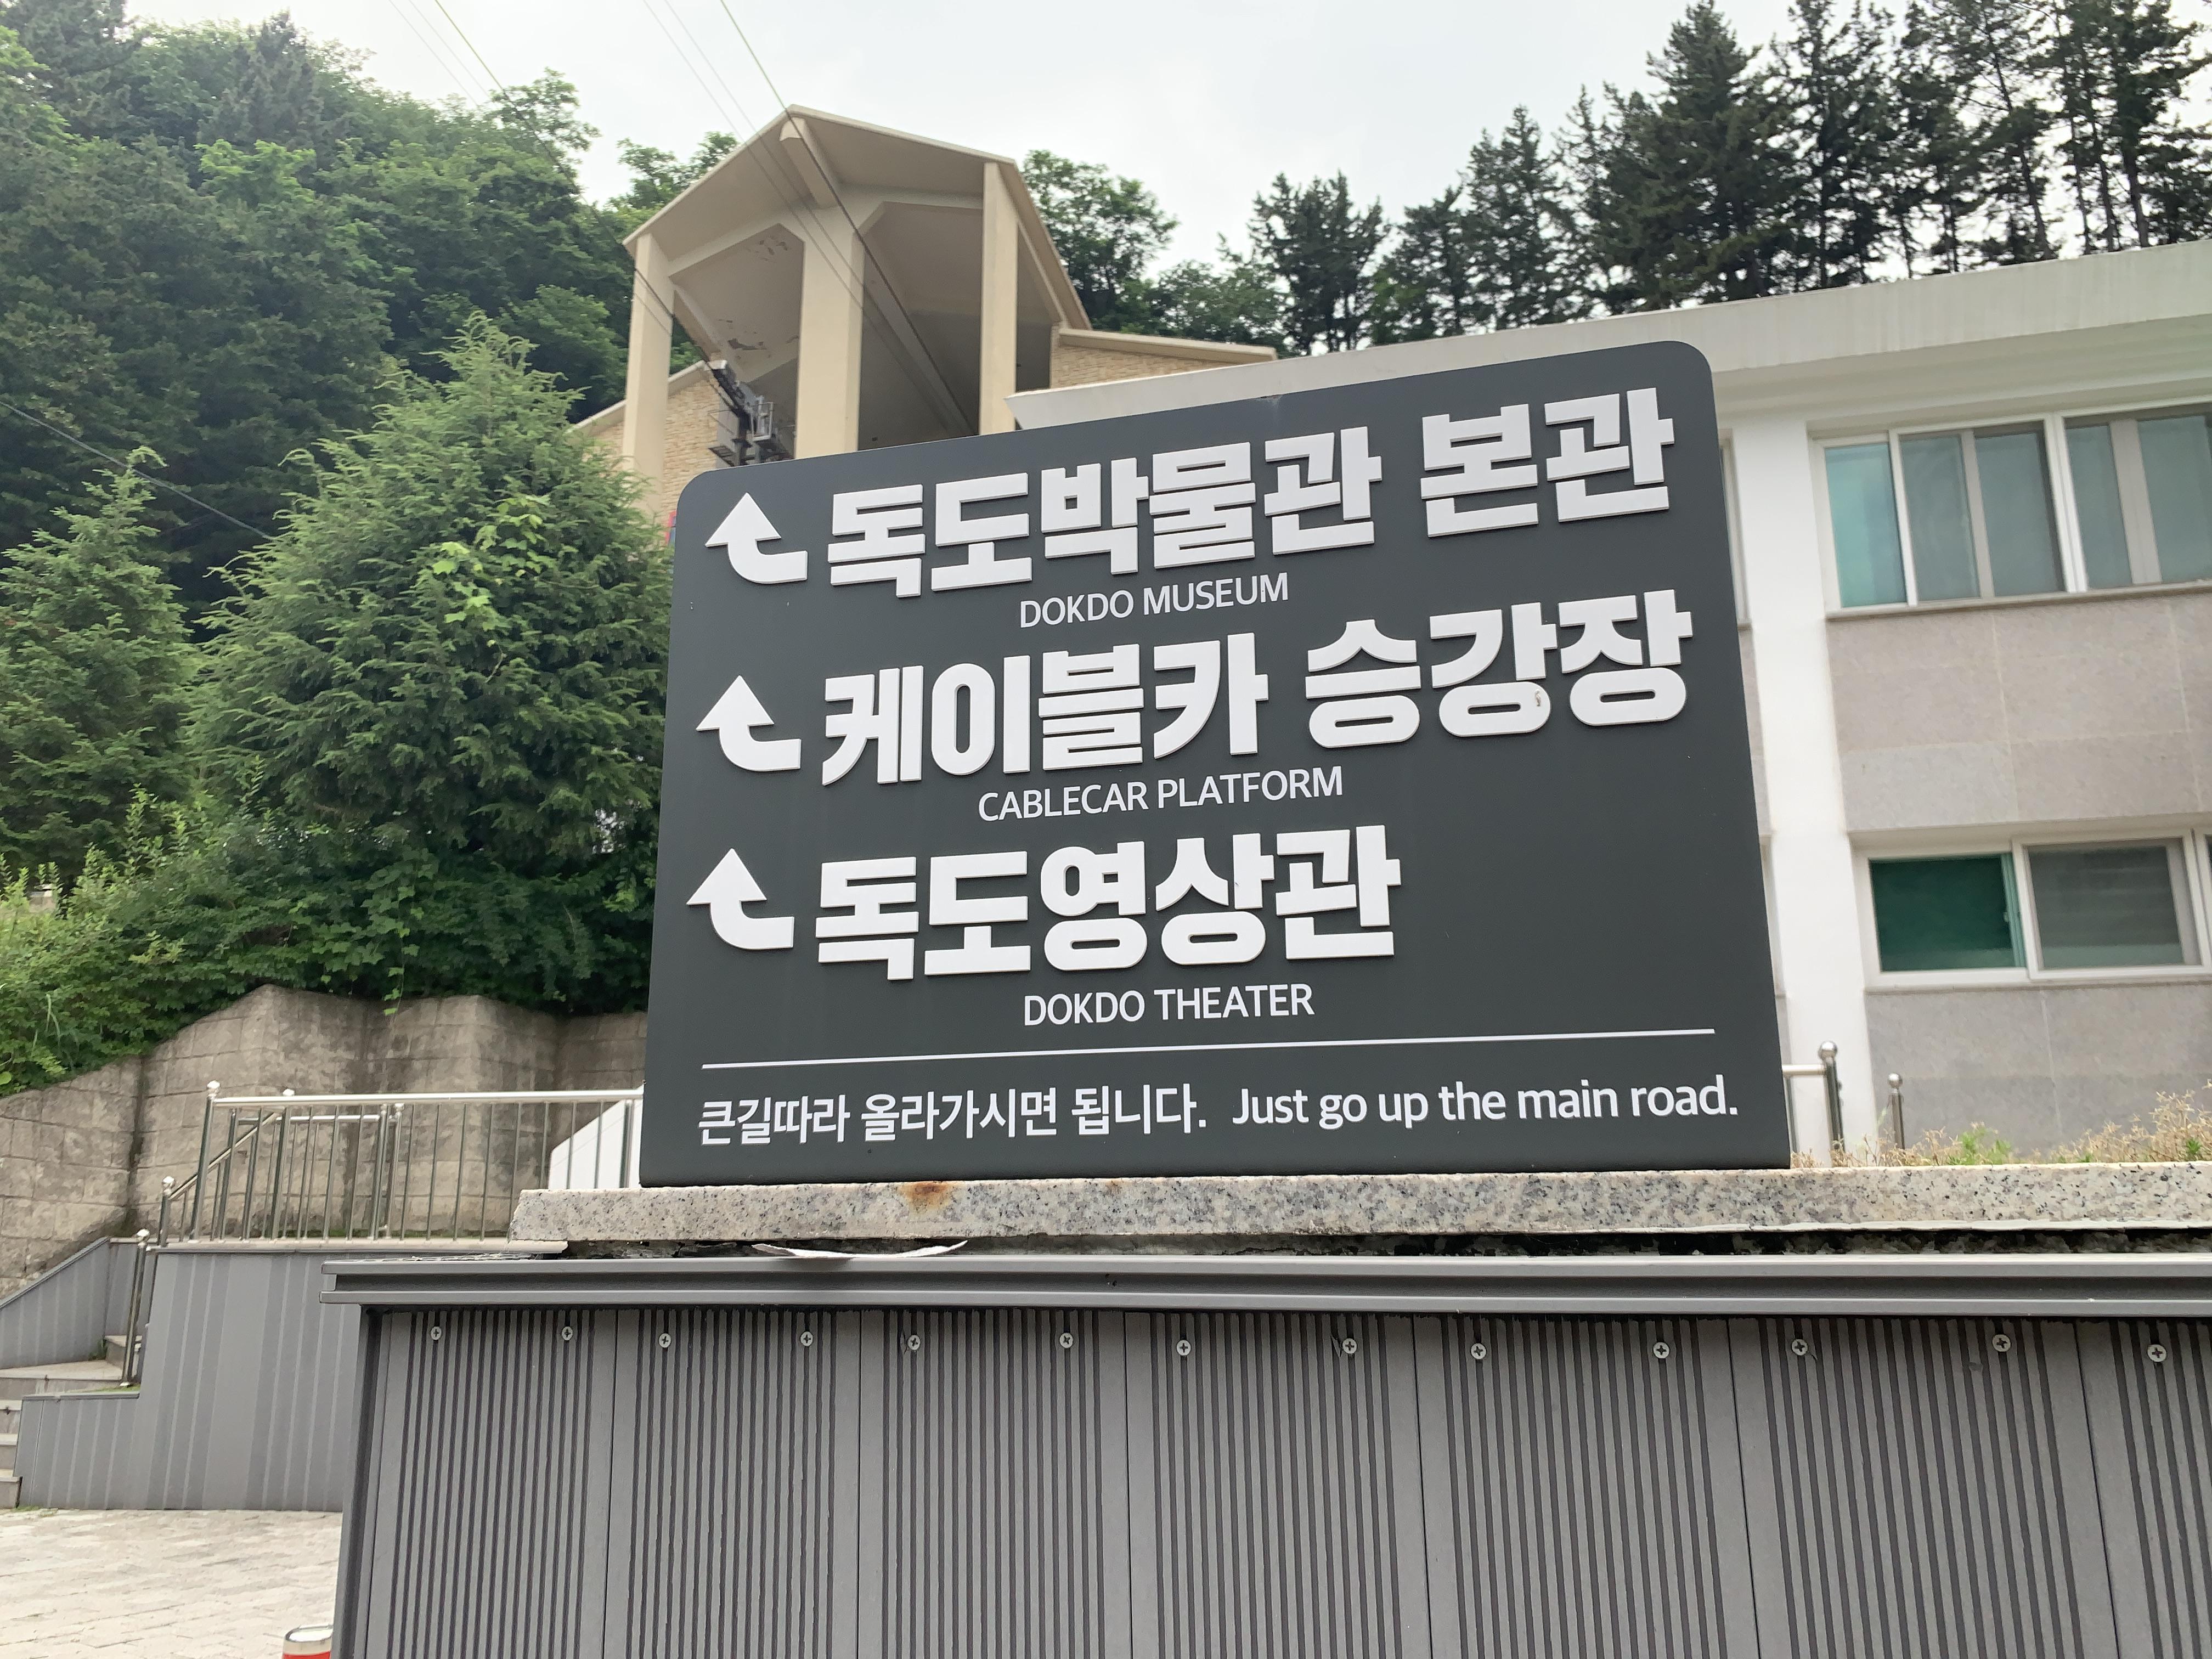 독도박물관 본관
DOKDO MUSEUM
케이블카 승강장
CABLECAR PLATFORM
독도영상관
DOKDO THEATER
큰길따라 올라가시면 됩니다. Just go up the main road.